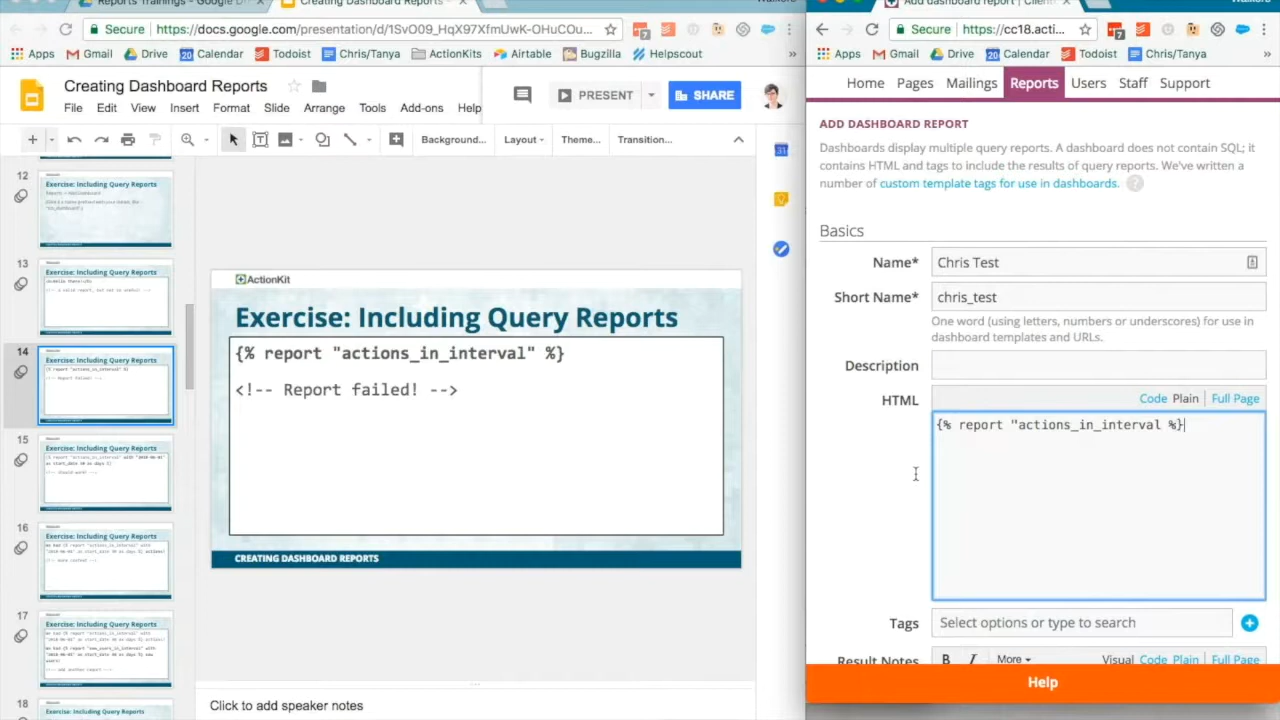 Reports Trainings - Google D
Creating Dashboard Reports
Secure
https://docs.google.com/presentation/d/1SvO09_HqX97XfmUwK-OHuCOu...
Apps
Gmail
Drive
Calendar
Todoist
Chris/Tanya
ActionKits
Airtable
Bugzilla
Helpscout
»
Creating Dashboard Reports
File Edit View Insert Format Slide Arrange Tools Add-ons Help
PRESENT
SHARE
Background...
Layout
Theme...
Transition...
12
Exercise: Including Query Reports
13
Exercise: Including Query Reports
14
Exercise: Including Query Reports
{% report "actions_in_interval" %}
<!-- Report failed! -->
15
Exercise: Including Query Reports
16
Exercise: Including Query Reports
17
Exercise: Including Query Reports
18
Exercise: Including Query Reports
ActionKit
Exercise: Including Query Reports
{% report "actions_in_interval" %}
<!-- Report failed! -->
CREATING DASHBOARD REPORTS
Click to add speaker notes
Add dashboard report | Client
Secure
https://cc18.acti...
Apps
Gmail
Drive
Calendar
Todoist
Chris/Tanya
»
Home Pages Mailings Reports Users Staff Support
ADD DASHBOARD REPORT
Dashboards display multiple query reports. A dashboard does not contain SQL; it
contains HTML and tags to include the results of query reports. We've written a
number of custom template tags for use in dashboards. ?
Basics
Name* Chris Test
Short Name* chris_test
One word (using letters, numbers or underscores) for use in
dashboard templates and URLs.
Description
HTML
Code Plain Full Page
{% report "actions_in_interval %}
Tags Select options or type to search
Result Notes B I More Visual Code Plain Full Page
Help